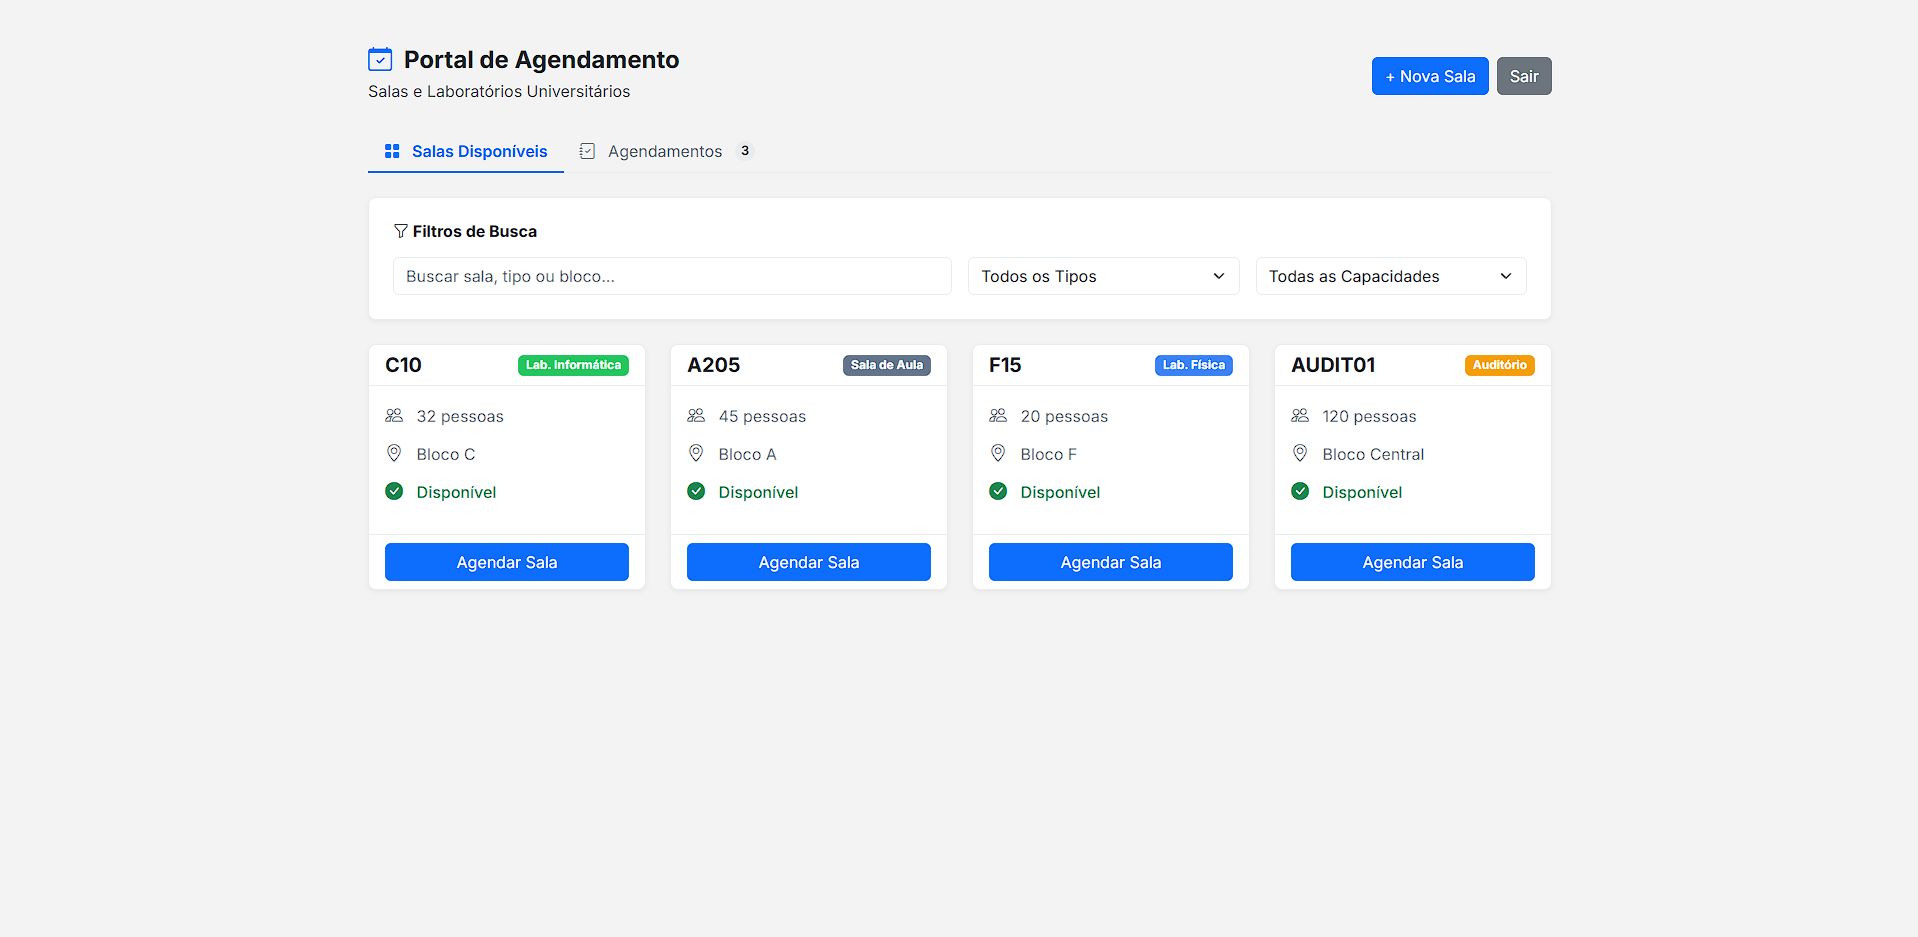 Portal de Agendamento
Salas e Laboratórios Universitários
+ Nova Sala
Sair
Salas Disponíveis
Agendamentos 3
Filtros de Busca
Buscar sala, tipo ou bloco...
Todos os Tipos
Todas as Capacidades
C10
Lab. Informática
32 pessoas
Bloco C
Disponível
Agendar Sala
A205
Sala de Aula
45 pessoas
Bloco A
Disponível
Agendar Sala
F15
Lab. Física
20 pessoas
Bloco F
Disponível
Agendar Sala
AUDIT01
Auditório
120 pessoas
Bloco Central
Disponível
Agendar Sala